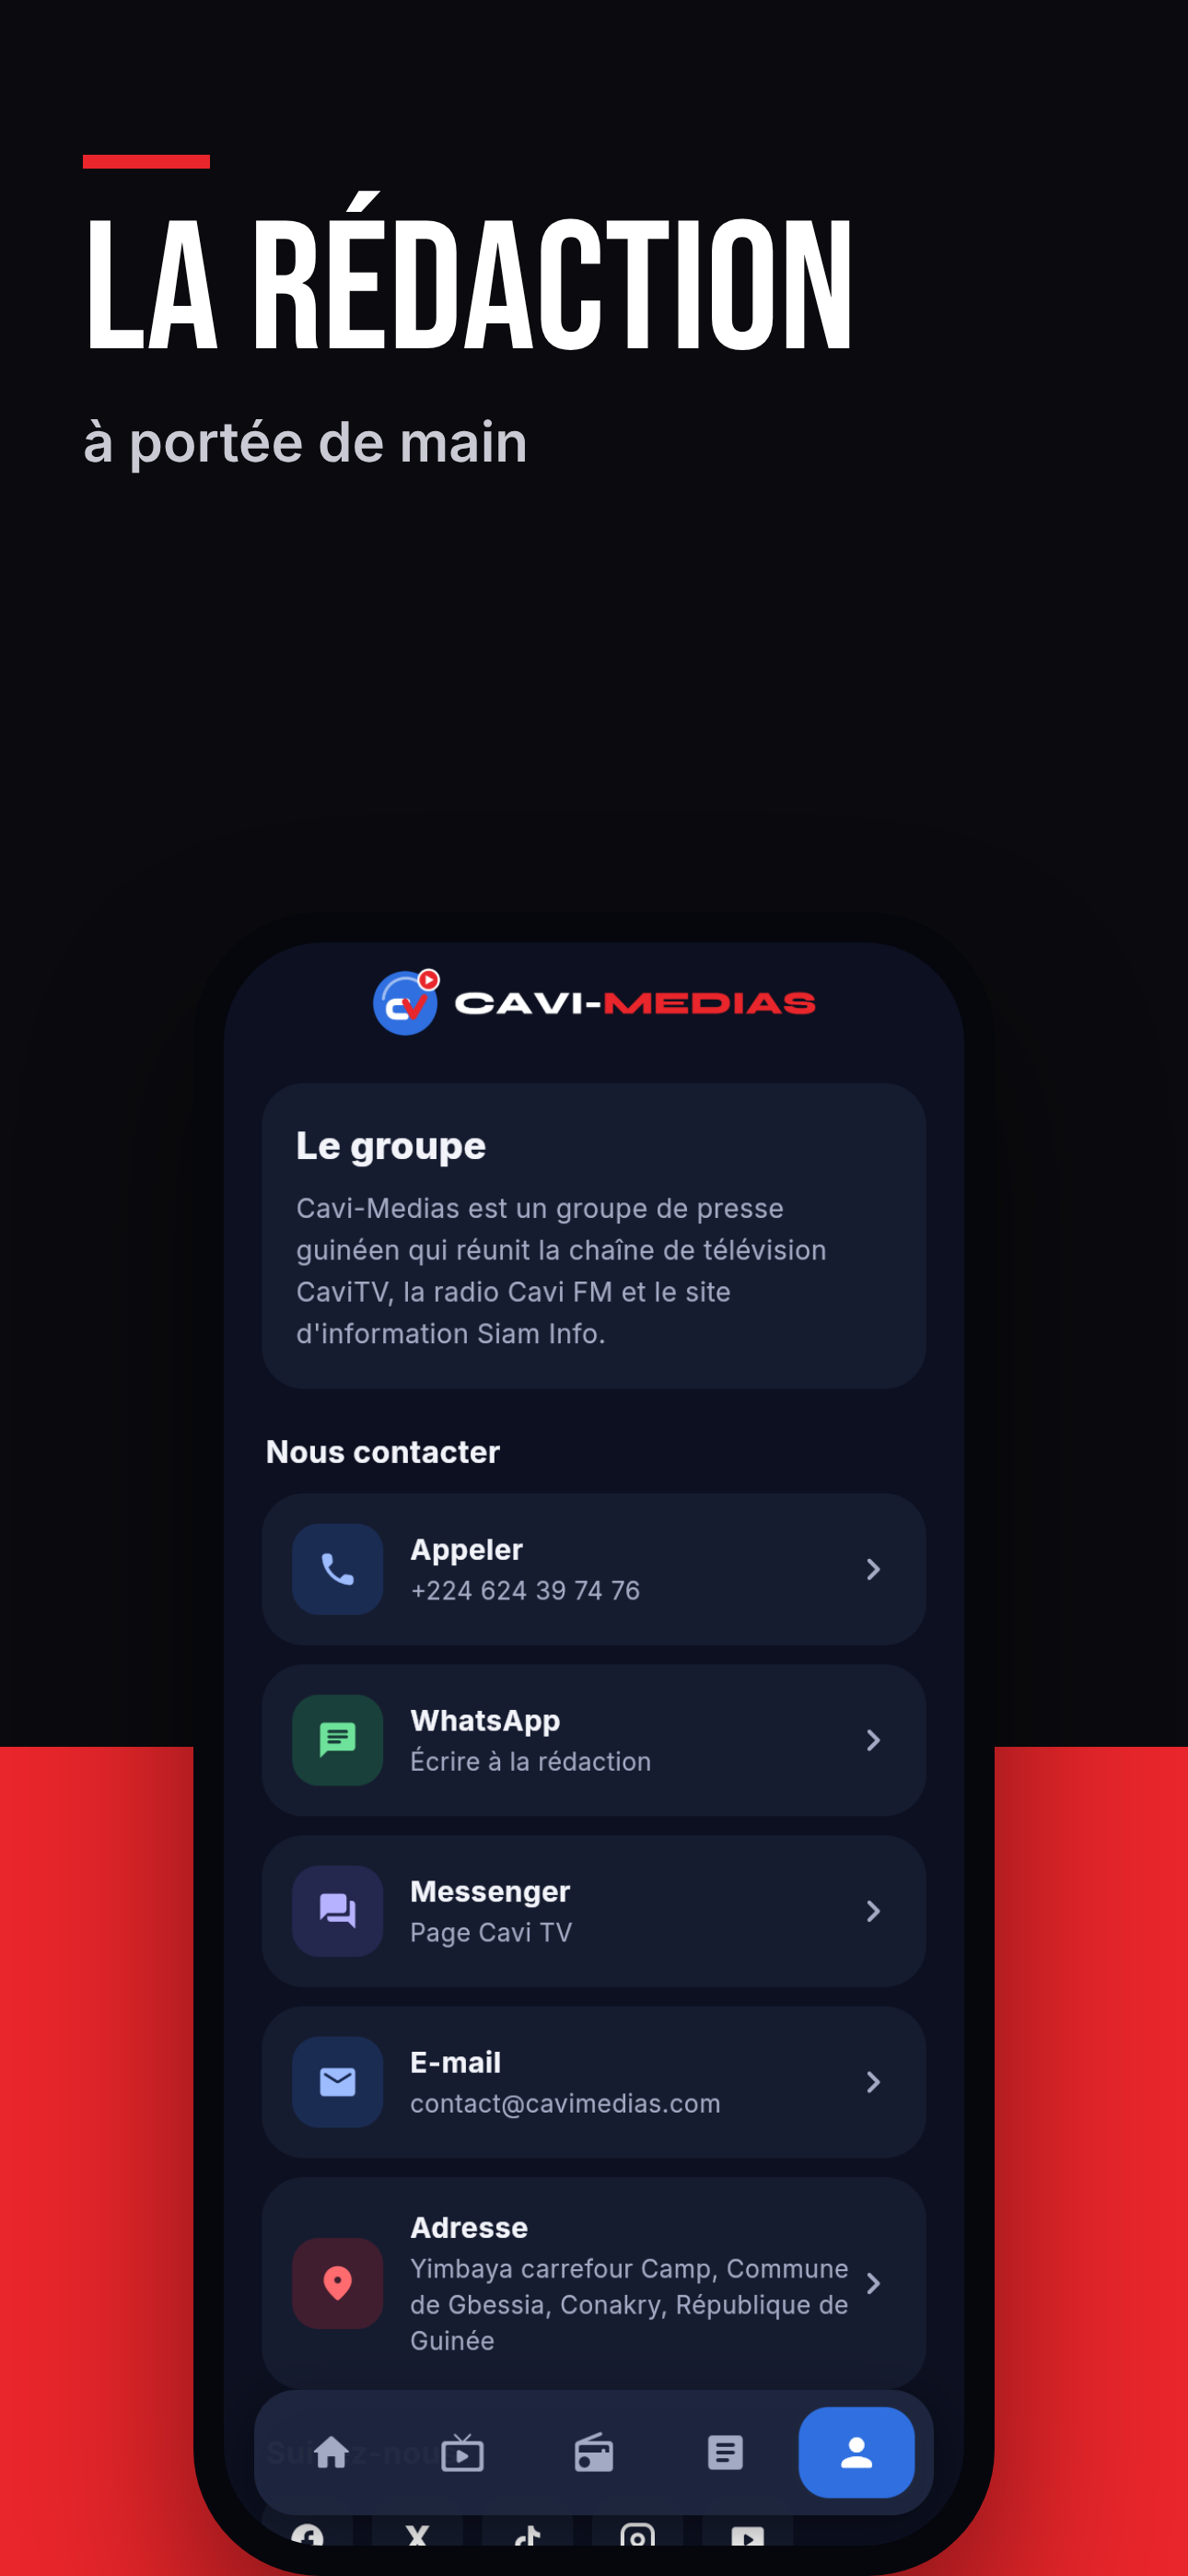 LA RÉDACTION
à portée de main
CAVI-MEDIAS
Le groupe
Cavi-Medias est un groupe de presse
guinéen qui réunit la chaîne de télévision
CaviTV, la radio Cavi FM et le site
d'information Siam Info.
Nous contacter
Appeler
+224 624 39 74 76
WhatsApp
Écrire à la rédaction
Messenger
Page Cavi TV
E-mail
contact@cavimedias.com
Adresse
Yimbaya carrefour Camp, Commune
de Gbessia, Conakry, République de
Guinée